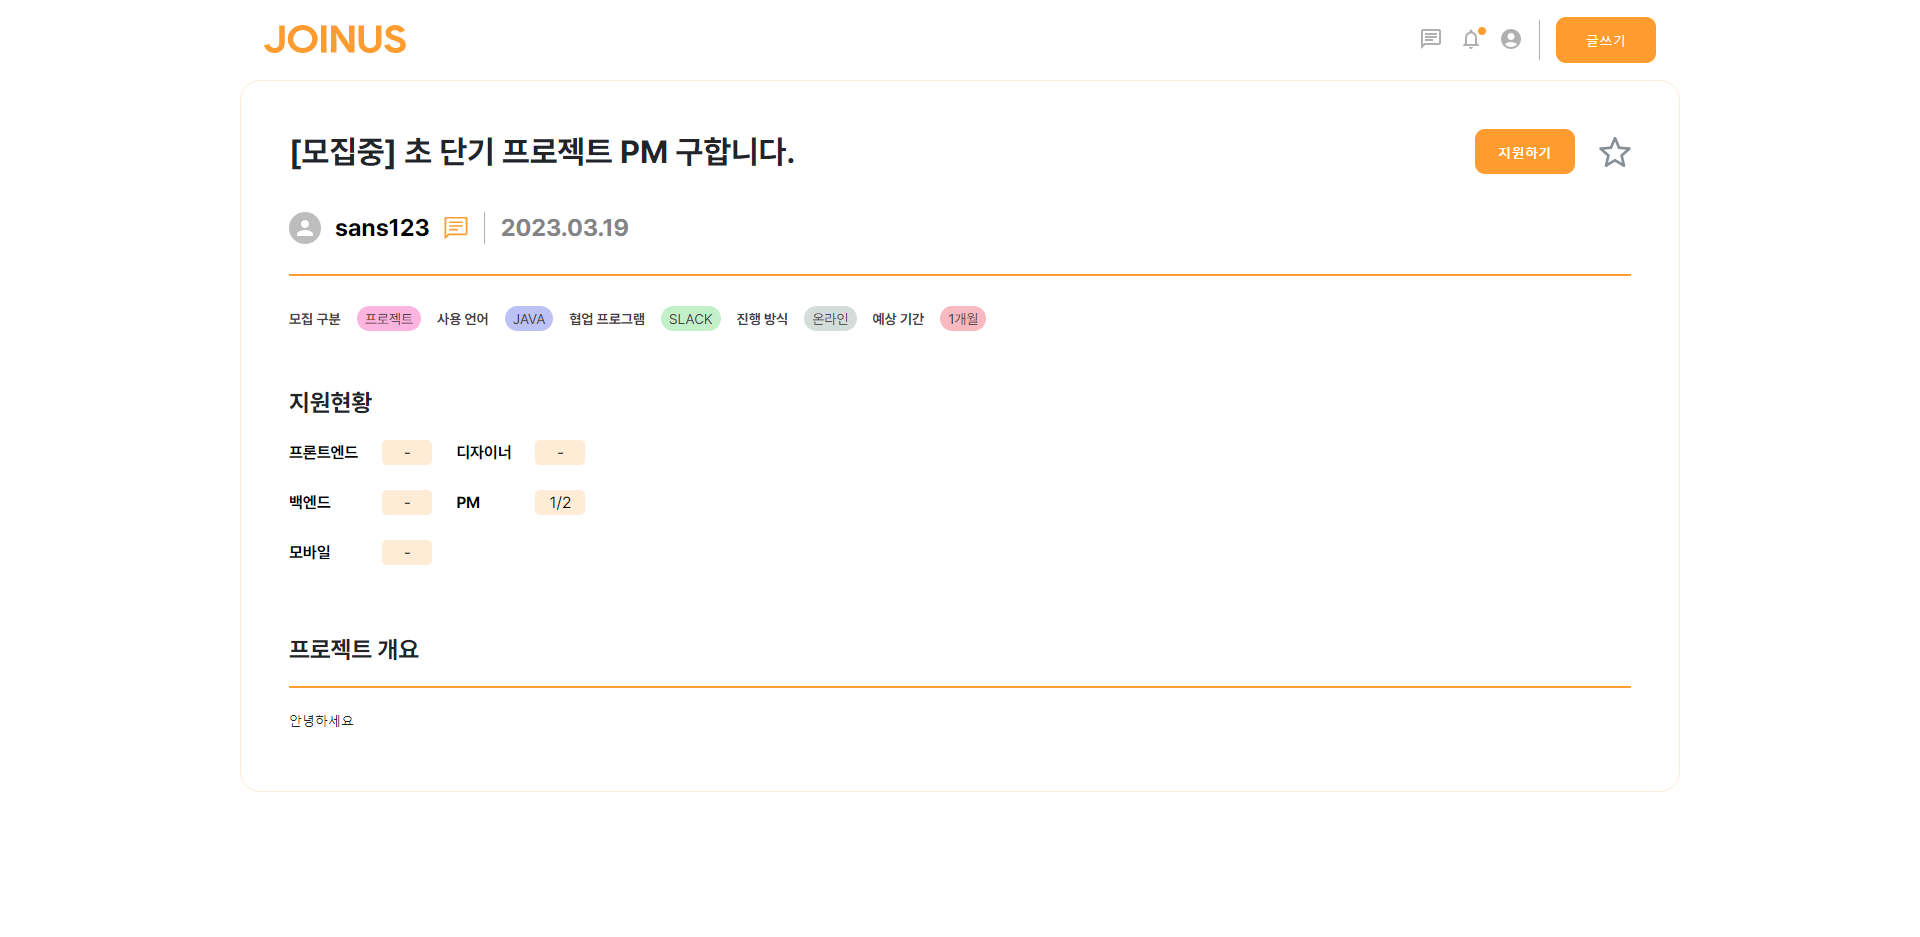 JOINUS
글쓰기
[모집중] 초 단기 프로젝트 PM 구합니다.
지원하기
sans123 2023.03.19
모집 구분 프로젝트 사용 언어 JAVA 협업 프로그램 SLACK 진행 방식 온라인 예상 기간 1개월
지원현황
프론트엔드 - 디자이너 -
백엔드 - PM 1/2
모바일 -
프로젝트 개요
안녕하세요